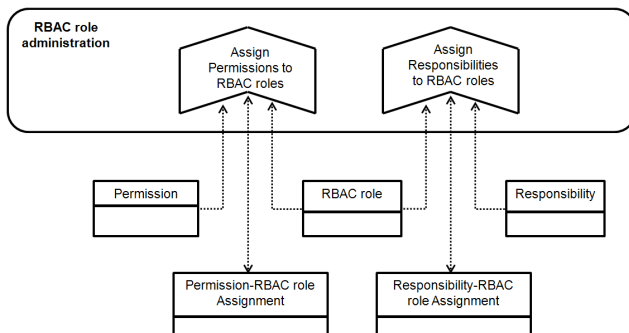 RBAC role
administration
Assign
Permissions to
RBAC roles
Assign
Responsibilities
to RBAC roles
Permission
RBAC role
Responsibility
Permission-RBAC role
Assignment
Responsibility-RBAC
role Assignment